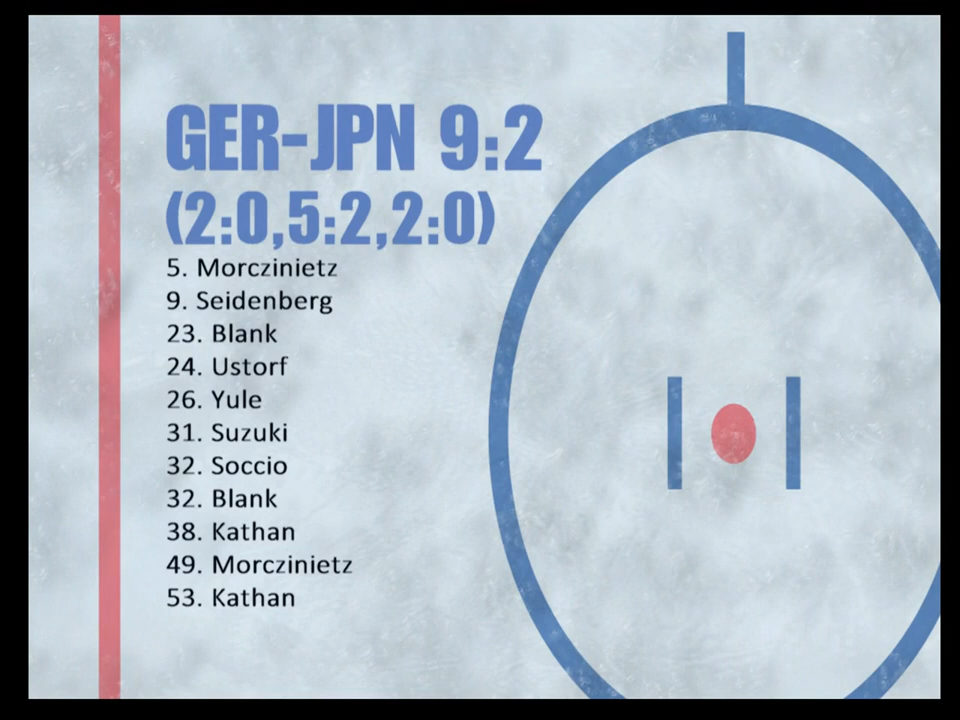 GER-JPN 9:2
(2:0,5:2,2:0)
5. Morczinietz
9. Seidenberg
23. Blank
24. Ustorf
26. Yule
31. Suzuki
32. Soccio
32. Blank
38. Kathan
49. Morczinietz
53. Kathan